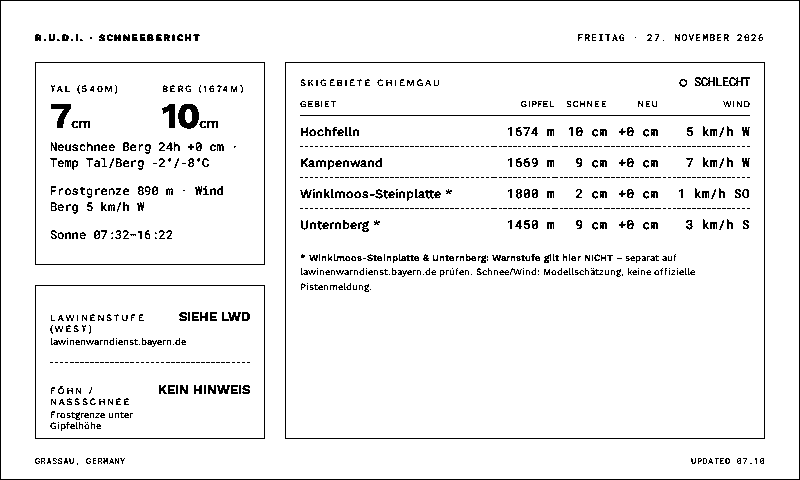 R.U.D.I. · SCHNEEBERICHT
FREITAG · 27. NOVEMBER 2026
TAL (540M) BERG (1674M)
7cm 10cm
Neuschnee Berg 24h +0 cm ·
Temp Tal/Berg -2°/-8°C
Frostgrenze 890 m · Wind
Berg 5 km/h W
Sonne 07:32–16:22
LAWINENSTUFE SIEHE LWD
(WEST)
lawinenwarndienst.bayern.de
FÖHN / KEIN HINWEIS
NASSSCHNEE
Frostgrenze unter
Gipfelhöhe
SKIGEBIETE CHIEMGAU SCHLECHT
GEBIET GIPFEL SCHNEE NEU WIND
Hochfelln 1674 m 10 cm +0 cm 5 km/h W
Kampenwand 1669 m 9 cm +0 cm 7 km/h W
Winklmoos-Steinplatte * 1800 m 2 cm +0 cm 1 km/h SO
Unternberg * 1450 m 9 cm +0 cm 3 km/h S
* Winklmoos-Steinplatte & Unternberg: Warnstufe gilt hier NICHT – separat auf
lawinenwarndienst.bayern.de prüfen. Schnee/Wind: Modellschätzung, keine offizielle
Pistenmeldung.
GRASSAU, GERMANY
UPDATED 07.10